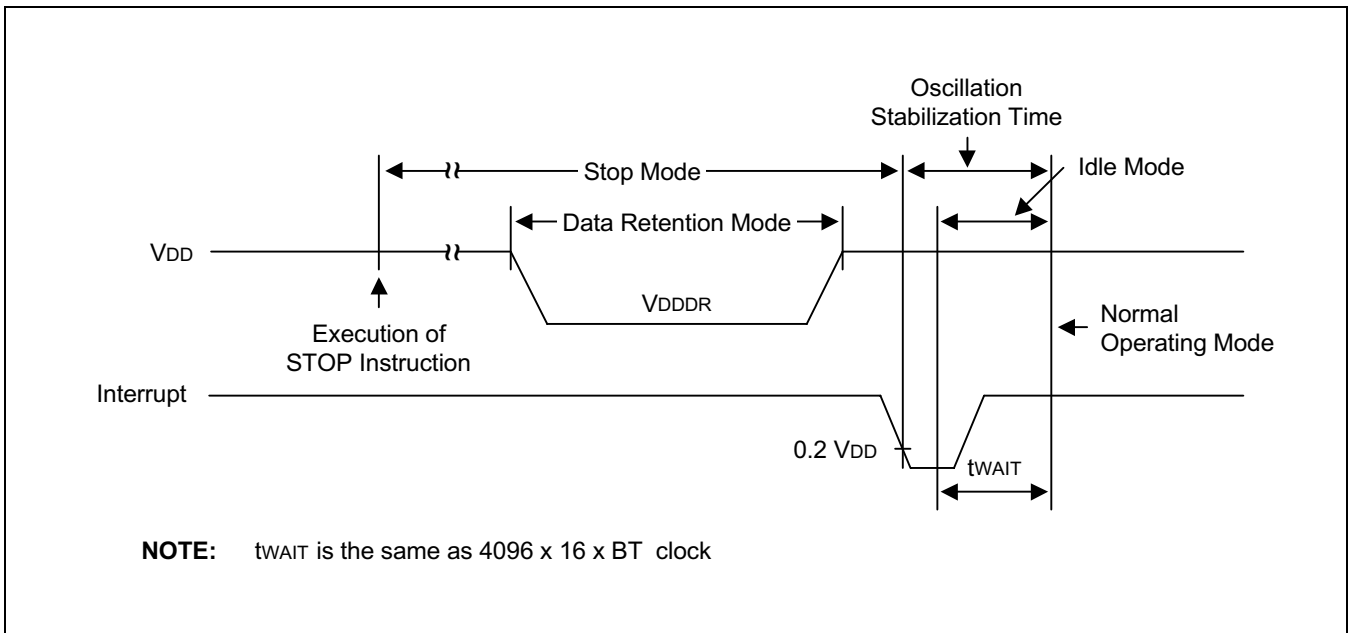 Oscillation
Stabilization Time
Idle Mode
Stop Mode
Data Retention Mode
VDD
VDDDR
Execution of
STOP Instruction
Normal
Operating Mode
Interrupt
0.2 VDD
tWAIT
NOTE: tWAIT is the same as 4096 x 16 x BT clock